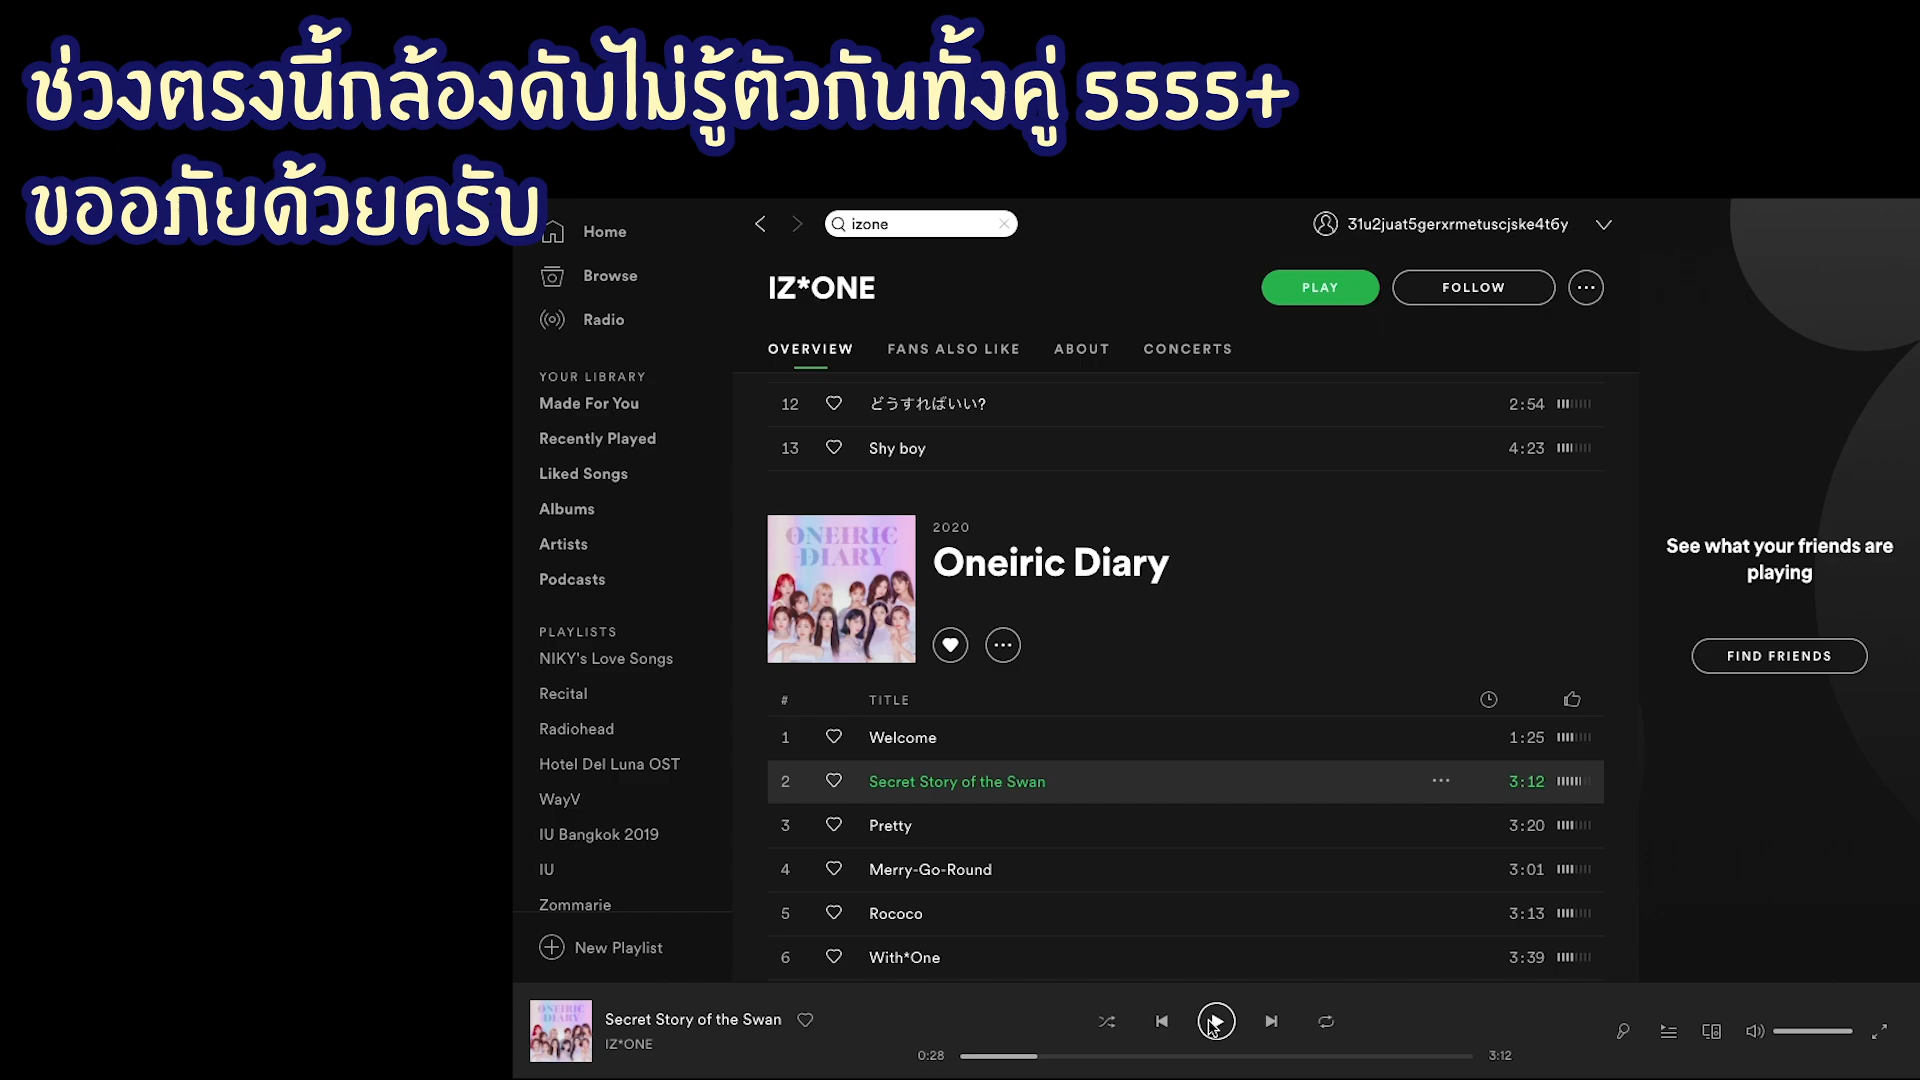 ช่วงตรงนี้กล้องดับไม่รู้ตัวกันทั้งคู่ 5555+
ขออภัยด้วยครับ
Home
Browse
Radio
YOUR LIBRARY
Made For You
Recently Played
Liked Songs
Albums
Artists
Podcasts
PLAYLISTS
NIKY's Love Songs
Recital
Radiohead
Hotel Del Luna OST
WayV
IU Bangkok 2019
IU
Zommarie
New Playlist
izone
31u2juat5gerxrmetuscjske4t6y
IZ*ONE
PLAY
FOLLOW
OVERVIEW FANS ALSO LIKE ABOUT CONCERTS
12 どうすればいい? 2:54
13 Shy boy 4:23
ONEIRIC
DIARY
2020
Oneiric Diary
# TITLE
1 Welcome 1:25
2 Secret Story of the Swan 3:12
3 Pretty 3:20
4 Merry-Go-Round 3:01
5 Rococo 3:13
6 With*One 3:39
See what your friends are
playing
FIND FRIENDS
ONEIRIC
DIARY
Secret Story of the Swan
IZ*ONE
0:28 3:12